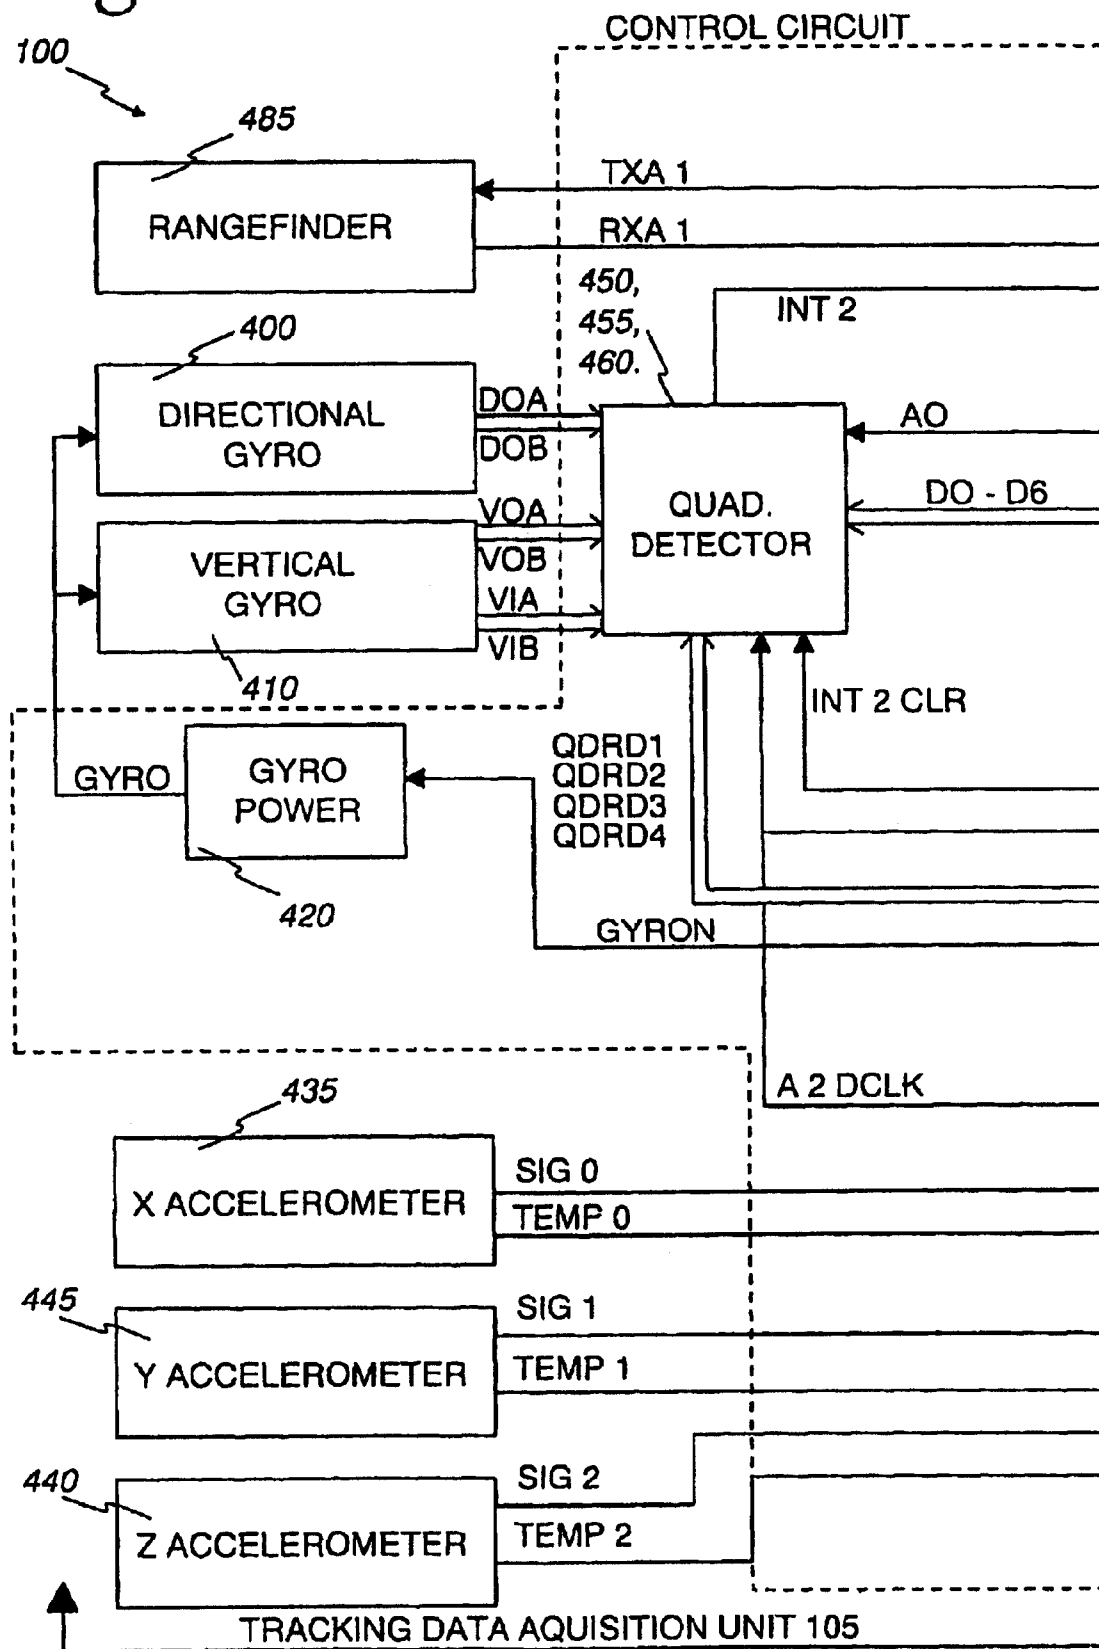 CONTROL CIRCUIT
100
485
RANGEFINDER
TXA 1
RXA 1
450,
455,
460.
INT 2
400
DIRECTIONAL
GYRO
DOA
DOB
AO
DO - D6
QUAD.
DETECTOR
VERTICAL
GYRO
VOA
VOB
VIA
VIB
410
INT 2 CLR
GYRO
GYRO
POWER
QDRD1
QDRD2
QDRD3
QDRD4
420
GYRON
A 2 DCLK
435
X ACCELEROMETER
SIG 0
TEMP 0
445
Y ACCELEROMETER
SIG 1
TEMP 1
440
Z ACCELEROMETER
SIG 2
TEMP 2
TRACKING DATA AQUISITION UNIT 105